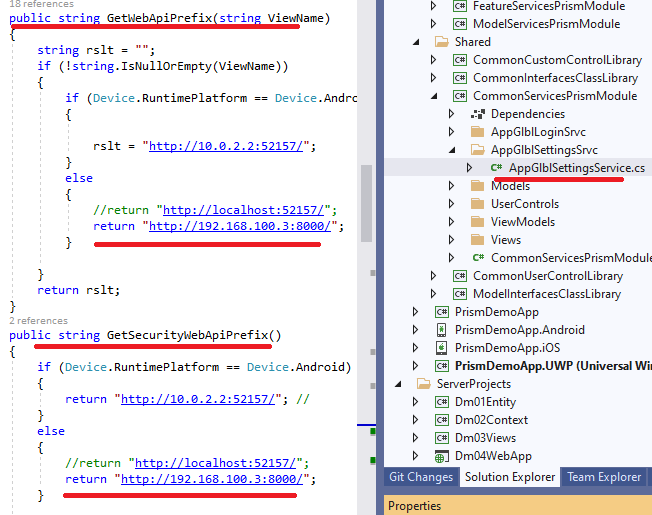 18 references
public string GetWebApiPrefix(string ViewName)
{
string rslt = "";
if (!string.IsNullOrEmpty(ViewName))
{
if (Device.RuntimePlatform == Device.Andro
{
rslt = "http://10.0.2.2:52157/";
}
else
{
//return "http://localhost:52157/";
return "http://192.168.100.3:8000/";
}
}
return rslt;
}
2 references
public string GetSecurityWebApiPrefix()
{
if (Device.RuntimePlatform == Device.Android)
{
return "http://10.0.2.2:52157/"; //
}
else
{
//return "http://localhost:52157/";
return "http://192.168.100.3:8000/";
}
FeatureServicesPrismModule
ModelServicesPrismModule
Shared
CommonCustomControlLibrary
CommonInterfacesClassLibrary
CommonServicesPrismModule
Dependencies
AppGlblLoginSrvc
AppGlblSettingsSrvc
C# AppGlblSettingsService.cs
Models
UserControls
ViewModels
Views
C# CommonServicesPrismModule
CommonUserControlLibrary
ModelInterfacesClassLibrary
PrismDemoApp
PrismDemoApp.Android
PrismDemoApp.iOS
PrismDemoApp.UWP (Universal Win
ServerProjects
Dm01Entity
Dm02Context
Dm03Views
Dm04WebApp
Git Changes Solution Explorer Team Explorer
Properties